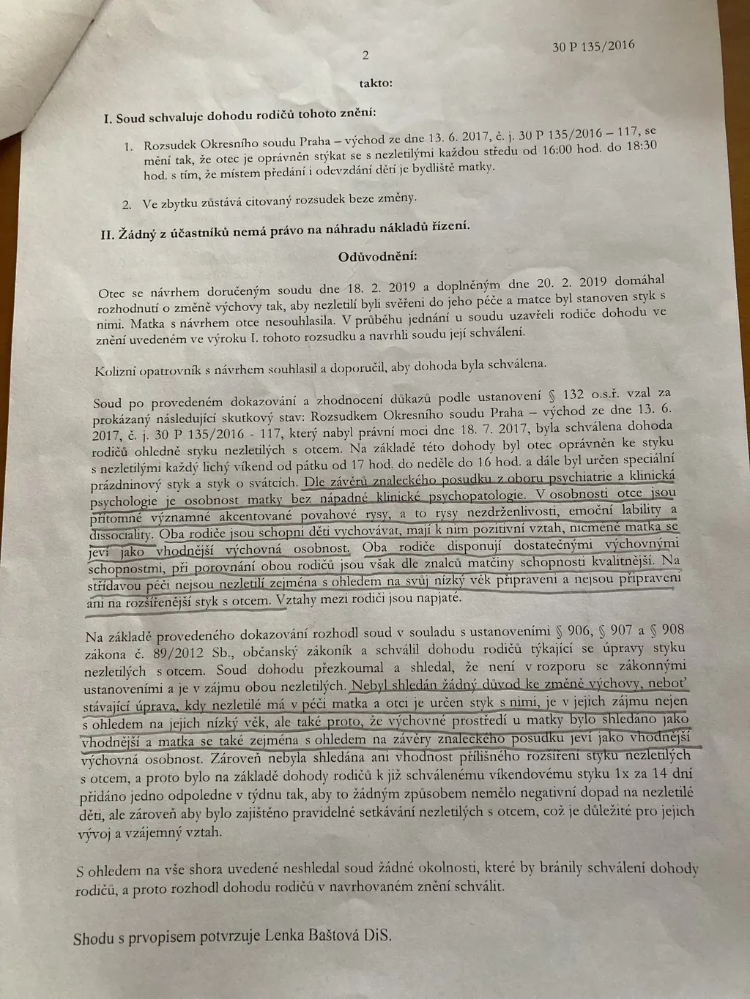 30 P 135/2016
2
takto:
I. Soud schvaluje dohodu rodičů tohoto znění:
1. Rozsudek Okresního soudu Praha – východ ze dne 13. 6. 2017, č. j. 30 P 135/2016 – 117, se
mění tak, že otec je oprávněn stýkat se s nezletilými každou středu od 16:00 hod. do 18:30
hod. s tím, že místem předání i odevzdání dětí je bydliště matky.
2. Ve zbytku zůstává citovaný rozsudek beze změny.
II. Žádný z účastníků nemá právo na náhradu nákladů řízení.
Odůvodnění:
Otec se návrhem doručeným soudu dne 18. 2. 2019 a doplněným dne 20. 2. 2019 domáhal
rozhodnutí o změně výchovy tak, aby nezletilí byli svěřeni do jeho péče a matce byl stanoven styk s
nimi. Matka s návrhem otce nesouhlasila. V průběhu jednání u soudu uzavřeli rodiče dohodu ve
znění uvedeném ve výroku I. tohoto rozsudku a navrhli soudu její schválení.
Kolizní opatrovník s návrhem souhlasil a doporučil, aby dohoda byla schválena.
Soud po provedeném dokazování a zhodnocení důkazů podle ustanovení § 132 o.s.ř. vzal za
prokázaný následující skutkový stav: Rozsudkem Okresního soudu Praha – východ ze dne 13. 6.
2017, č. j. 30 P 135/2016 - 117, který nabyl právní moci dne 18. 7. 2017, byla schválena dohoda
rodičů ohledně styku nezletilých s otcem. Na základě této dohody byl otec oprávněn ke styku
s nezletilými každý lichý víkend od pátku od 17 hod. do neděle do 16 hod. a dále byl určen speciální
prázdninový styk a styk o svátcích. Dle závěrů znaleckého posudku z oboru psychiatrie a klinická
psychologie je osobnost matky bez nápadné klinické psychopatologie. V osobnosti otce jsou
přítomné významné akcentované povahové rysy, a to rysy nezdrženlivosti, emoční lability a
dissociality. Oba rodiče jsou schopni děti vychovávat, mají k nim pozitivní vztah, nicméně matka se
jeví jako vhodnější výchovná osobnost. Oba rodiče disponují dostatečnými výchovnými
schopnostmi, při porovnání obou rodičů jsou však dle znalců matčiny schopnosti kvalitnější. Na
střídavou péči nejsou nezletilí zejména s ohledem na svůj nízký věk připraveni a nejsou připraveni
ani na rozšířenější styk s otcem. Vztahy mezi rodiči jsou napjaté.
Na základě provedeného dokazování rozhodl soud v souladu s ustanoveními § 906, § 907 a § 908
zákona č. 89/2012 Sb., občanský zákoník a schválil dohodu rodičů týkající se úpravy styku
nezletilých s otcem. Soud dohodu přezkoumal a shledal, že není v rozporu se zákonnými
ustanoveními a je v zájmu obou nezletilých. Nebyl shledán žádný důvod ke změně výchovy, neboť
stávající úprava, kdy nezletilé má v péči matka a otci je určen styk s nimi, je v jejich zájmu nejen
s ohledem na jejich nízký věk, ale také proto, že výchovné prostředí u matky bylo shledáno jako
vhodnější a matka se také zejména s ohledem na závěry znaleckého posudku jeví jako vhodnější
výchovná osobnost. Zároveň nebyla shledána ani vhodnost přílišného rozšíření styku nezletilých
s otcem, a proto bylo na základě dohody rodičů k již schválenému víkendovému styku 1x za 14 dní
přidáno jedno odpoledne v týdnu tak, aby to žádným způsobem nemělo negativní dopad na nezletilé
děti, ale zároveň aby bylo zajištěno pravidelné setkávání nezletilých s otcem, což je důležité pro jejich
vývoj a vzájemný vztah.
S ohledem na vše shora uvedené neshledal soud žádné okolnosti, které by bránily schválení dohody
rodičů, a proto rozhodl dohodu rodičů v navrhovaném znění schválit.
Shodu s prvopisem potvrzuje Lenka Baštová DiS.